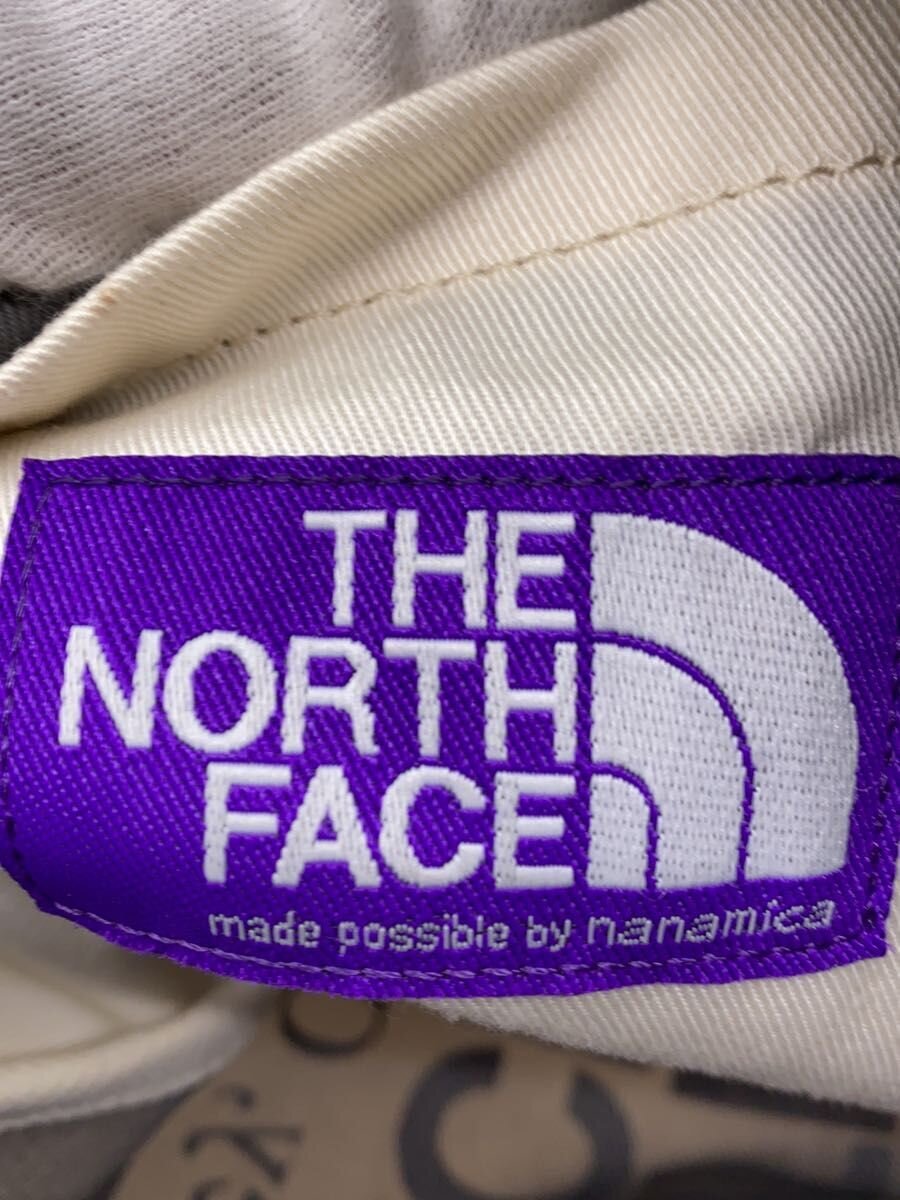 THE
NORTH
FACE
made possible by nanamica